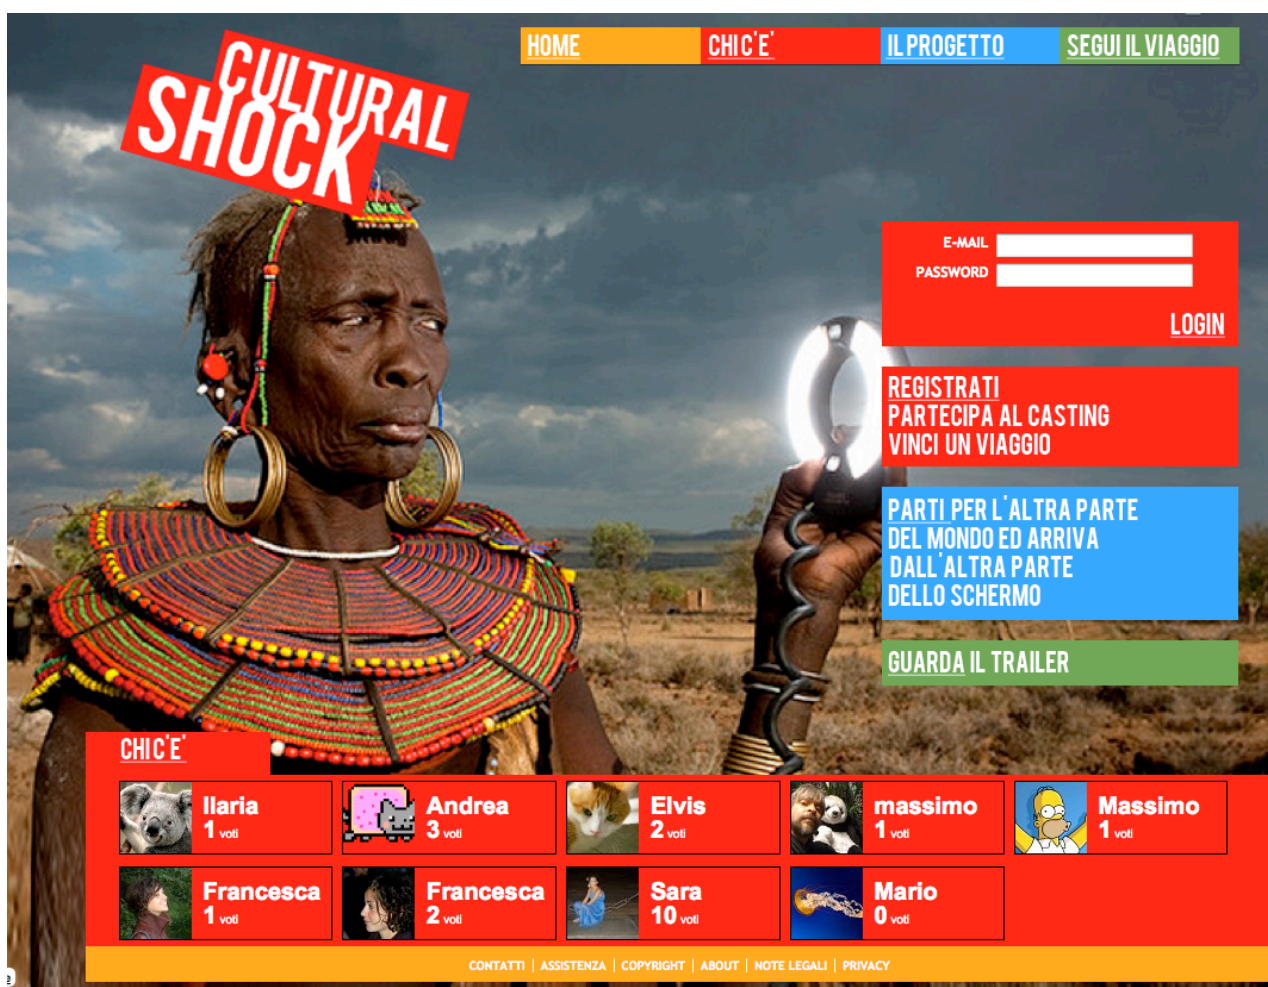 CULTURAL
SHOCK
HOME
CHI C'E'
IL PROGETTO
SEGUI IL VIAGGIO
E-MAIL
PASSWORD
LOGIN
REGISTRATI
PARTECIPA AL CASTING
VINCI UN VIAGGIO
PARTI PER L'ALTRA PARTE
DEL MONDO ED ARRIVA
DALL'ALTRA PARTE
DELLO SCHERMO
GUARDA IL TRAILER
CHI C'E'
Ilaria
1 voti
Andrea
3 voti
Elvis
2 voti
massimo
1 voti
Massimo
1 voti
Francesca
1 voti
Francesca
2 voti
Sara
10 voti
Mario
0 voti
CONTATTI | ASSISTENZA | COPYRIGHT | ABOUT | NOTE LEGALI | PRIVACY